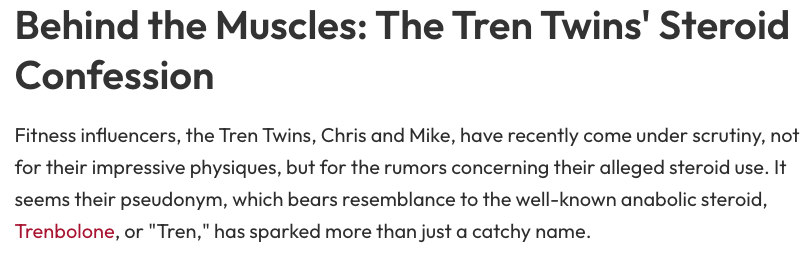 Behind the Muscles: The Tren Twins' Steroid
Confession
Fitness influencers, the Tren Twins, Chris and Mike, have recently come under scrutiny, not
for their impressive physiques, but for the rumors concerning their alleged steroid use. It
seems their pseudonym, which bears resemblance to the well-known anabolic steroid,
Trenbolone, or "Tren," has sparked more than just a catchy name.